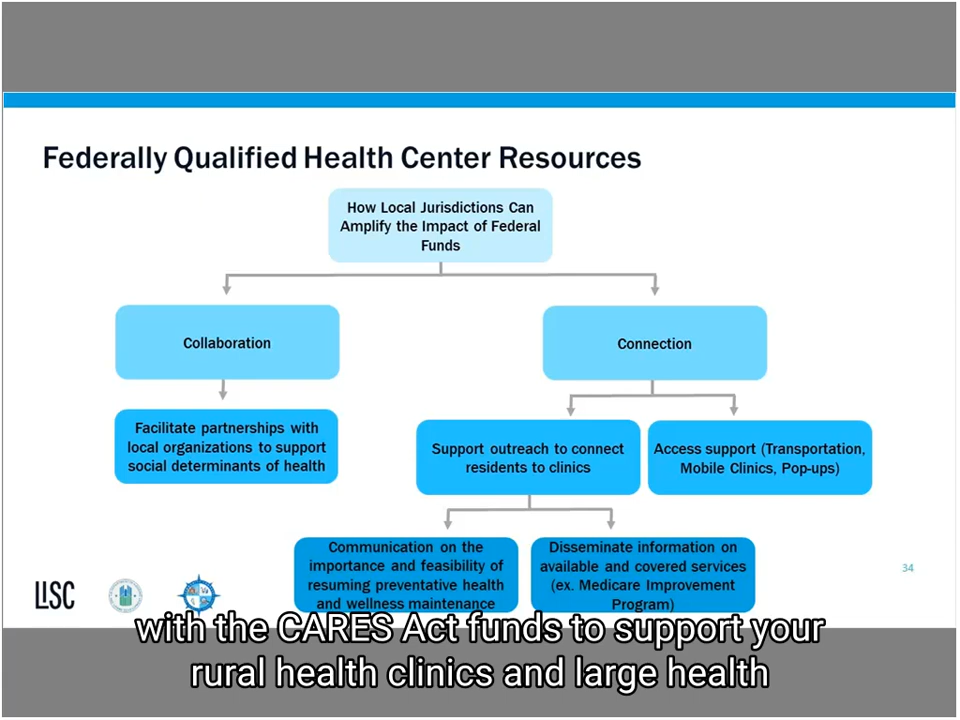 Federally Qualified Health Center Resources
How Local Jurisdictions Can
Amplify the Impact of Federal
Funds
Collaboration
Connection
Facilitate partnerships with
local organizations to support
social determinants of health
Support outreach to connect
residents to clinics
Access support (Transportation,
Mobile Clinics, Pop-ups)
Communication on the
importance and feasibility of
resuming preventative health
and wellness maintenance
Disseminate information on
available and covered services
(ex. Medicare Improvement
Program)
34
LISC
with the CARES Act funds to support your
rural health clinics and large health